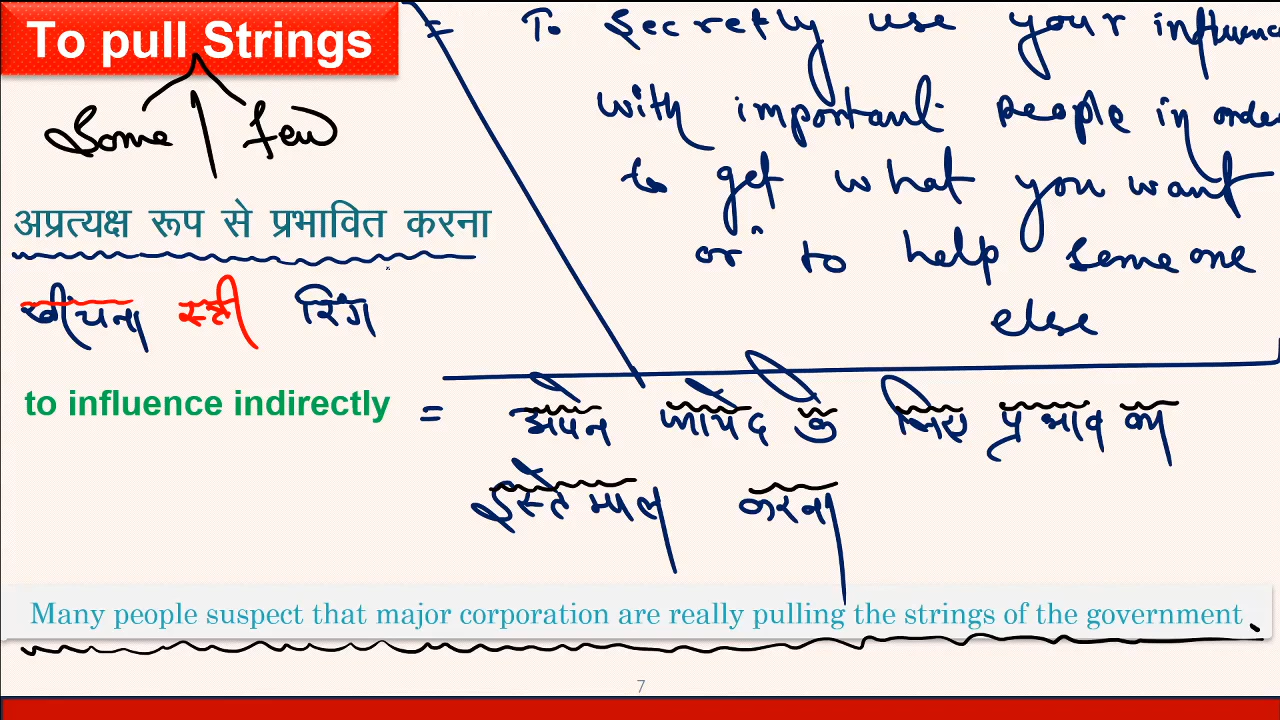 To pull Strings
Some | few
= To secretly use your influence
with important people in order
to get what you want
or to help someone
else
अप्रत्यक्ष रूप से प्रभावित करना
खींचना स्त्री रिंग
to influence indirectly
= अपने फायदे के लिए प्रभाव का
इस्तेमाल करना
Many people suspect that major corporation are really pulling the strings of the government.
7